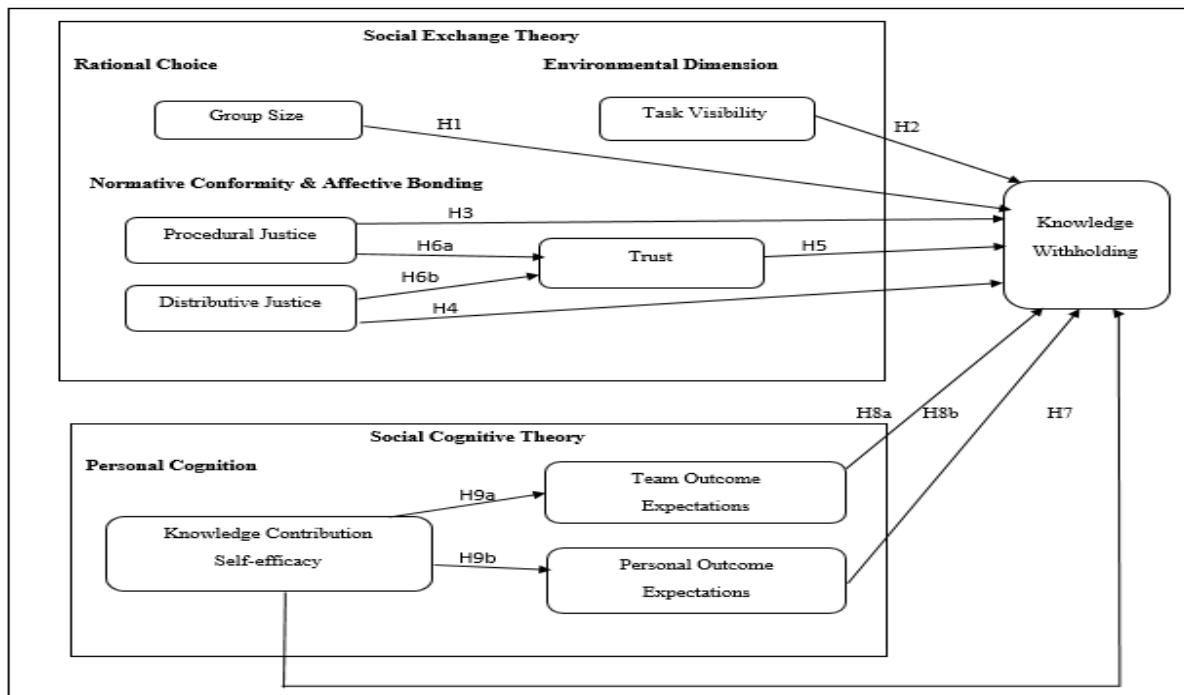 Social Exchange Theory
Rational Choice
Environmental Dimension
Group Size
Task Visibility
H1
H2
Normative Conformity & Affective Bonding
Procedural Justice
H3
H6a
Trust
H5
Knowledge
Withholding
H6b
Distributive Justice
H4
H8a
H8b
H7
Social Cognitive Theory
Personal Cognition
Team Outcome
Expectations
H9a
Knowledge Contribution
Self-efficacy
H9b
Personal Outcome
Expectations